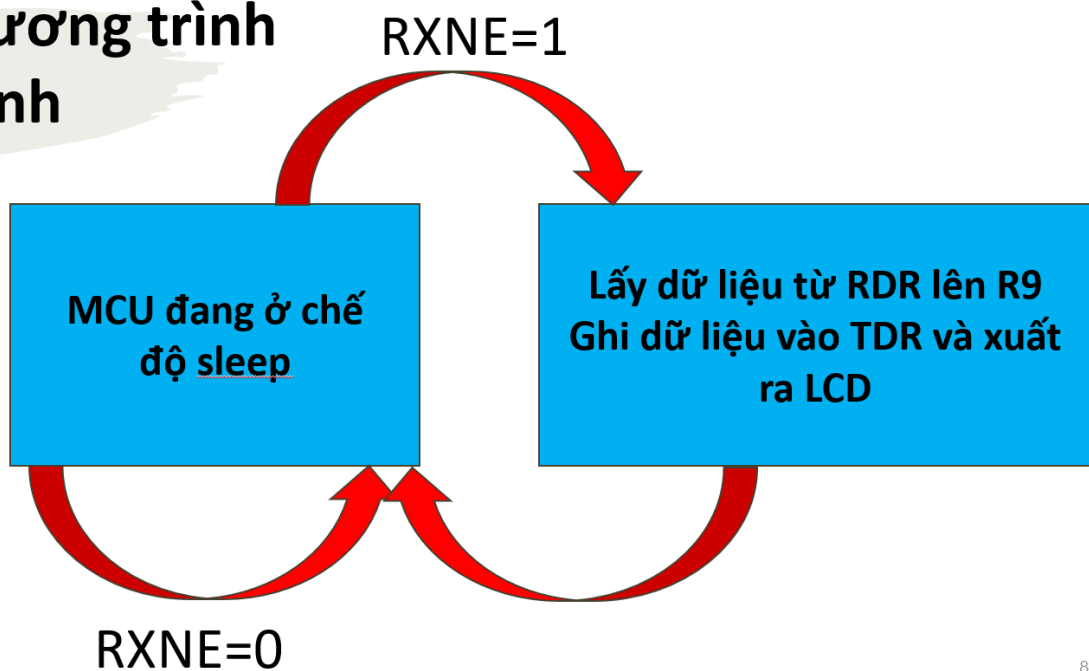 ương trình
nh
RXNE=1
MCU đang ở chế
độ sleep
Lấy dữ liệu từ RDR lên R9
Ghi dữ liệu vào TDR và xuất
ra LCD
RXNE=0
8